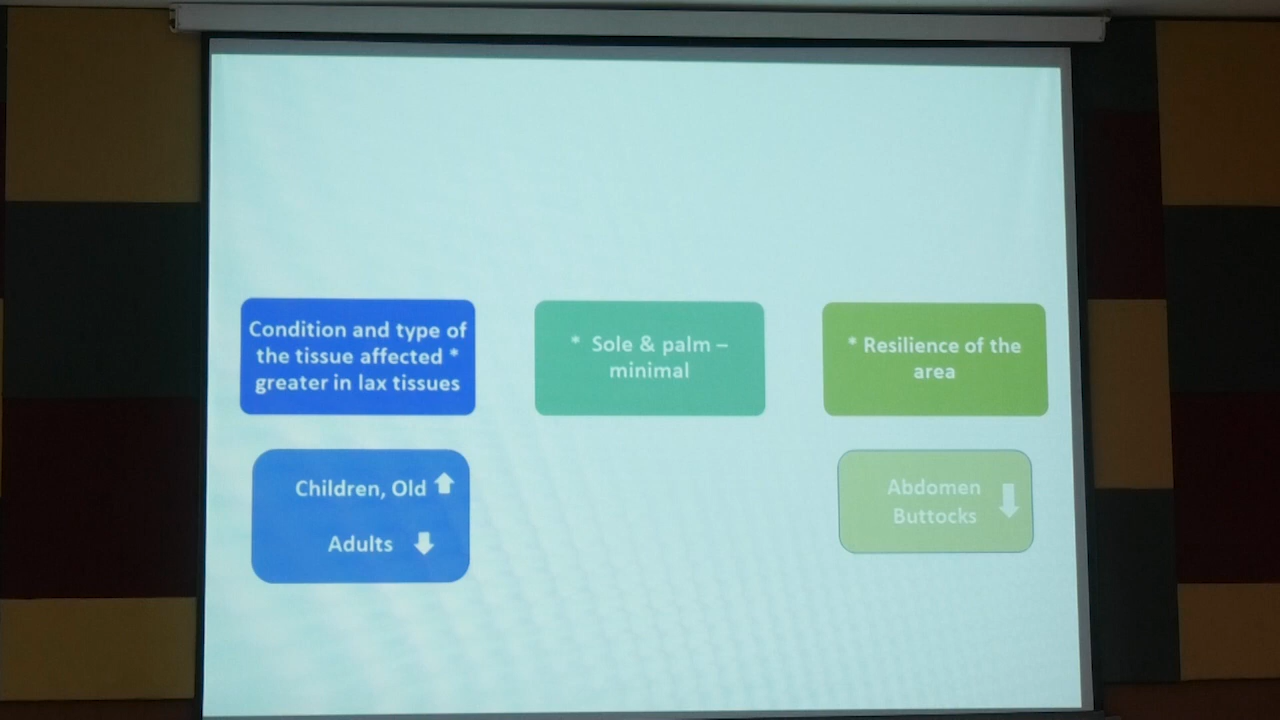 Condition and type of
the tissue affected *
greater in lax tissues
* Sole & palm –
minimal
* Resilience of the
area
Children, Old
Adults
Abdomen
Buttocks